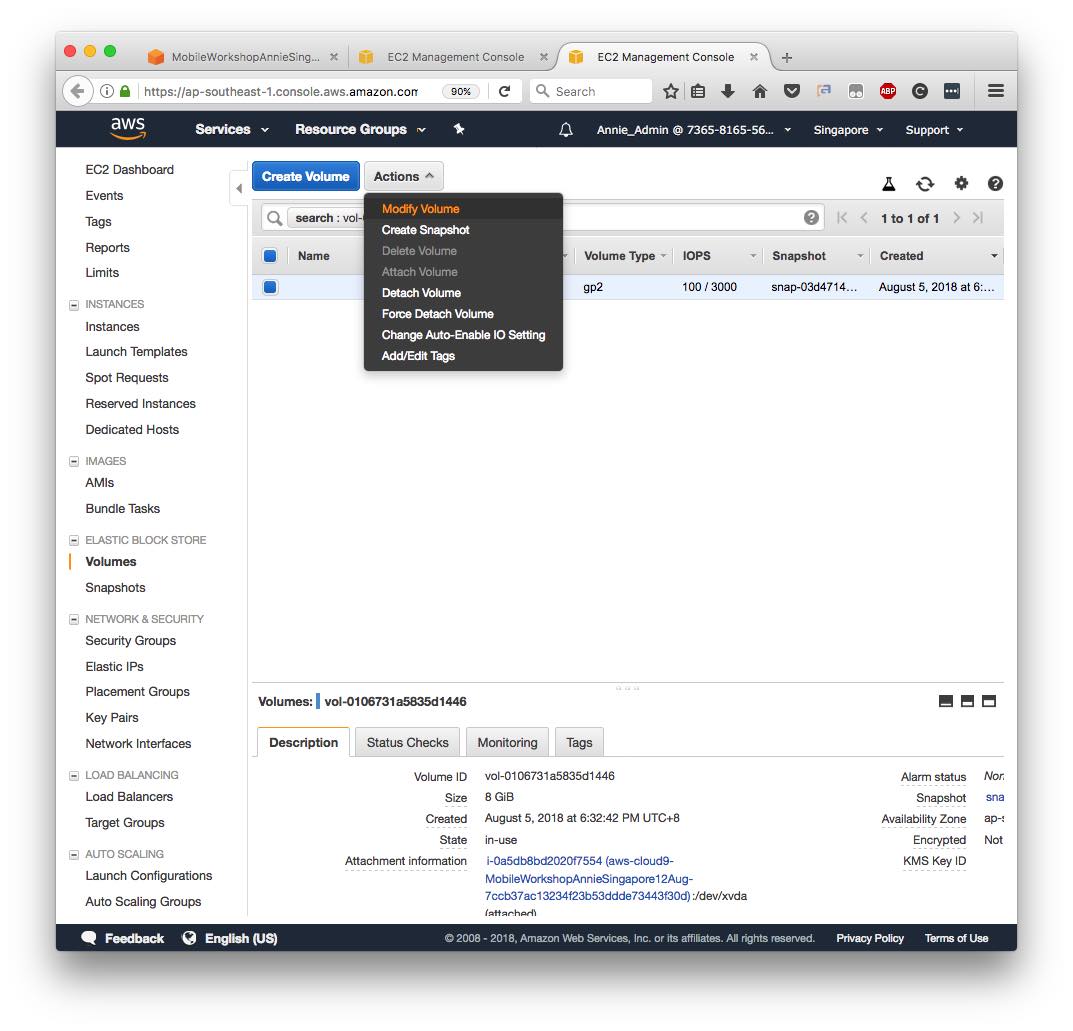 MobileWorkshopAnnieSing...
EC2 Management Console
EC2 Management Console
https://ap-southeast-1.console.aws.amazon.com
90%
Search
ABP
aws
Services
Resource Groups
Annie_Admin @ 7365-8165-56...
Singapore
Support
EC2 Dashboard
Events
Tags
Reports
Limits
INSTANCES
Instances
Launch Templates
Spot Requests
Reserved Instances
Dedicated Hosts
IMAGES
AMIs
Bundle Tasks
ELASTIC BLOCK STORE
Volumes
Snapshots
NETWORK & SECURITY
Security Groups
Elastic IPs
Placement Groups
Key Pairs
Network Interfaces
LOAD BALANCING
Load Balancers
Target Groups
AUTO SCALING
Launch Configurations
Auto Scaling Groups
Create Volume
Actions
Modify Volume
Create Snapshot
Delete Volume
Attach Volume
Detach Volume
Force Detach Volume
Change Auto-Enable IO Setting
Add/Edit Tags
search : vol-
1 to 1 of 1
Name
Volume Type
IOPS
Snapshot
Created
gp2
100 / 3000
snap-03d4714...
August 5, 2018 at 6:...
Volumes: vol-0106731a5835d1446
Description
Status Checks
Monitoring
Tags
Volume ID vol-0106731a5835d1446
Size 8 GiB
Created August 5, 2018 at 6:32:42 PM UTC+8
State in-use
Attachment information i-0a5db8bd2020f7554 (aws-cloud9-
MobileWorkshopAnnieSingapore12Aug-
7ccb37ac13234f23b53ddde73443f30d):/dev/xvda
(attached)
Alarm status Non
Snapshot sna
Availability Zone ap-s
Encrypted Not
KMS Key ID
Feedback
English (US)
© 2008 - 2018, Amazon Web Services, Inc. or its affiliates. All rights reserved.
Privacy Policy
Terms of Use